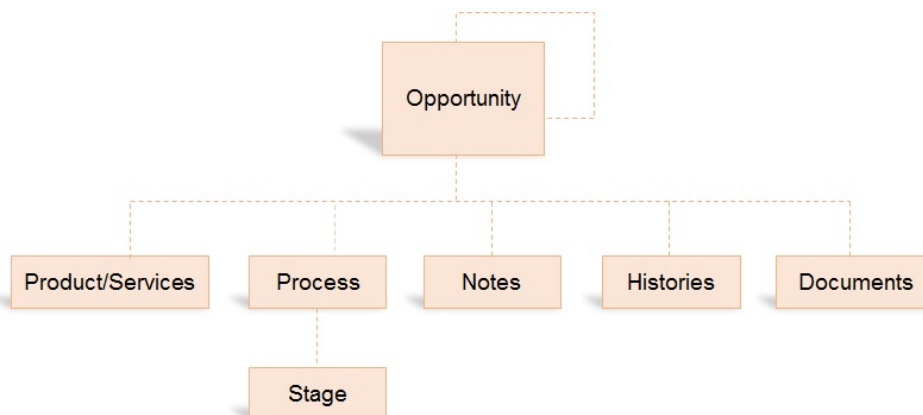 Opportunity
Product/Services
Process
Notes
Histories
Documents
Stage